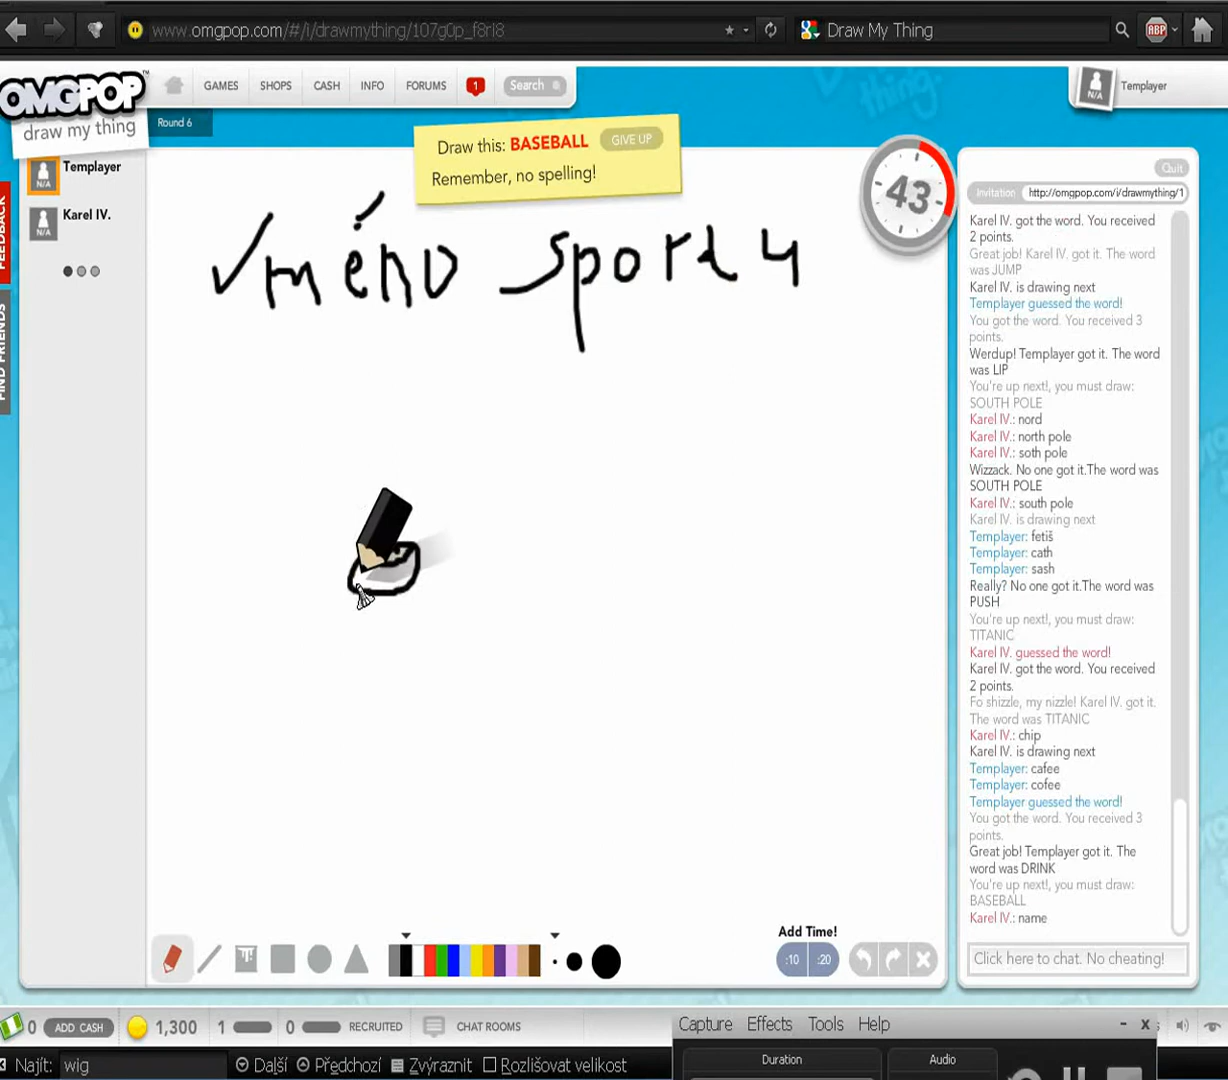 www.omgpop.com/#/i/drawmything/107g0p_f8rl8
Draw My Thing
ABP
OMGPOP
draw my thing
GAMES
SHOPS
CASH
INFO
FORUMS
1
Search
Templayer
N/A
Round 6
Draw this: BASEBALL
GIVE UP
Remember, no spelling!
FEEDBACK
FIND FRIENDS
N/A
Templayer
N/A
Karel IV.
43
Quit
Invitation
http://omgpop.com/i/drawmything/1
jméno sportu
Karel IV. got the word. You received
2 points.
Great job! Karel IV. got it. The word
was JUMP
Karel IV. is drawing next
Templayer guessed the word!
You got the word. You received 3
points.
Werdup! Templayer got it. The word
was LIP
You're up next!, you must draw:
SOUTH POLE
Karel IV.: nord
Karel IV.: north pole
Karel IV.: soth pole
Wizzack. No one got it.The word was
SOUTH POLE
Karel IV.: south pole
Karel IV. is drawing next
Templayer: fetiš
Templayer: cath
Templayer: sash
Really? No one got it.The word was
PUSH
You're up next!, you must draw:
TITANIC
Karel IV. guessed the word!
Karel IV. got the word. You received
2 points.
Fo shizzle, my nizzle! Karel IV. got it.
The word was TITANIC
Karel IV.: chip
Karel IV. is drawing next
Templayer: cafee
Templayer: cofee
Templayer guessed the word!
You got the word. You received 3
points.
Great job! Templayer got it. The
word was DRINK
You're up next!, you must draw:
BASEBALL
Karel IV.: name
Click here to chat. No cheating!
Add Time!
:10
:20
T
0
ADD CASH
1,300
1
0
RECRUITED
CHAT ROOMS
Capture Effects Tools Help
Duration
Audio
Najít:
wig
Další
Předchozí
Zvýraznit
Rozlišovat velikost